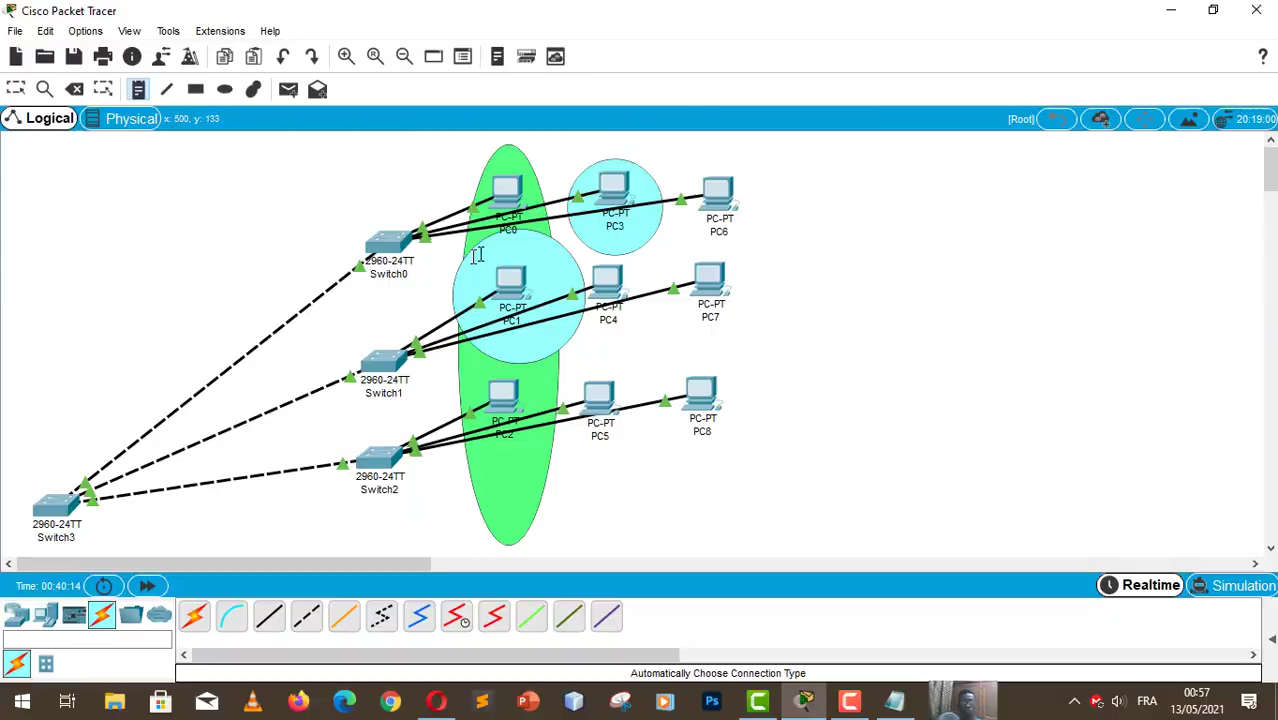 Cisco Packet Tracer
File Edit Options View Tools Extensions Help
Logical Physical x: 500, y: 133 [Root] 20:19:00
PC-PT
PC0
PC-PT
PC3
PC-PT
PC6
2960-24TT
Switch0
PC-PT
PC1
PC-PT
PC4
PC-PT
PC7
2960-24TT
Switch1
PC-PT
PC2
PC-PT
PC5
PC-PT
PC8
2960-24TT
Switch2
2960-24TT
Switch3
Time: 00:40:14 Realtime Simulation
Automatically Choose Connection Type
FRA
00:57
13/05/2021